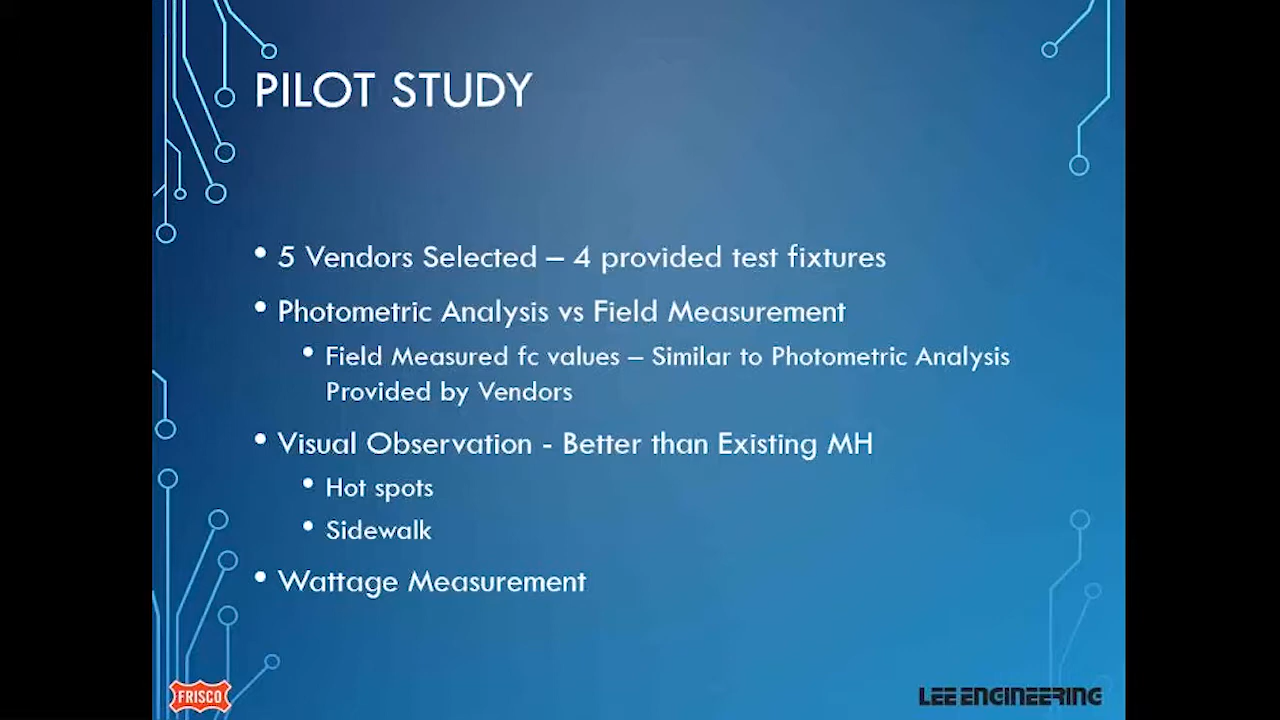 PILOT STUDY
• 5 Vendors Selected – 4 provided test fixtures
• Photometric Analysis vs Field Measurement
• Field Measured fc values – Similar to Photometric Analysis
Provided by Vendors
• Visual Observation - Better than Existing MH
• Hot spots
• Sidewalk
• Wattage Measurement
FRISCO
LEE ENGINEERING